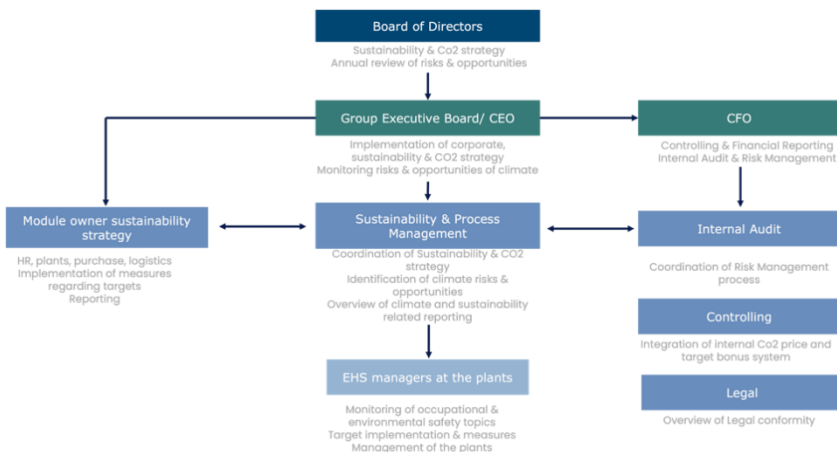 Board of Directors
Sustainability & Co2 strategy
Annual review of risks & opportunities
Group Executive Board/ CEO
Implementation of corporate,
sustainability & CO2 strategy
Monitoring risks & opportunities of climate
CFO
Controlling & Financial Reporting
Internal Audit & Risk Management
Module owner sustainability
strategy
HR, plants, purchase, logistics
Implementation of measures
regarding targets
Reporting
Sustainability & Process
Management
Coordination of Sustainability & CO2
strategy
Identification of climate risks &
opportunities
Overview of climate and sustainability
related reporting
Internal Audit
Coordination of Risk Management
process
Controlling
Integration of internal Co2 price and
target bonus system
Legal
Overview of Legal conformity
EHS managers at the plants
Monitoring of occupational &
environmental safety topics
Target implementation & measures
Management of the plants